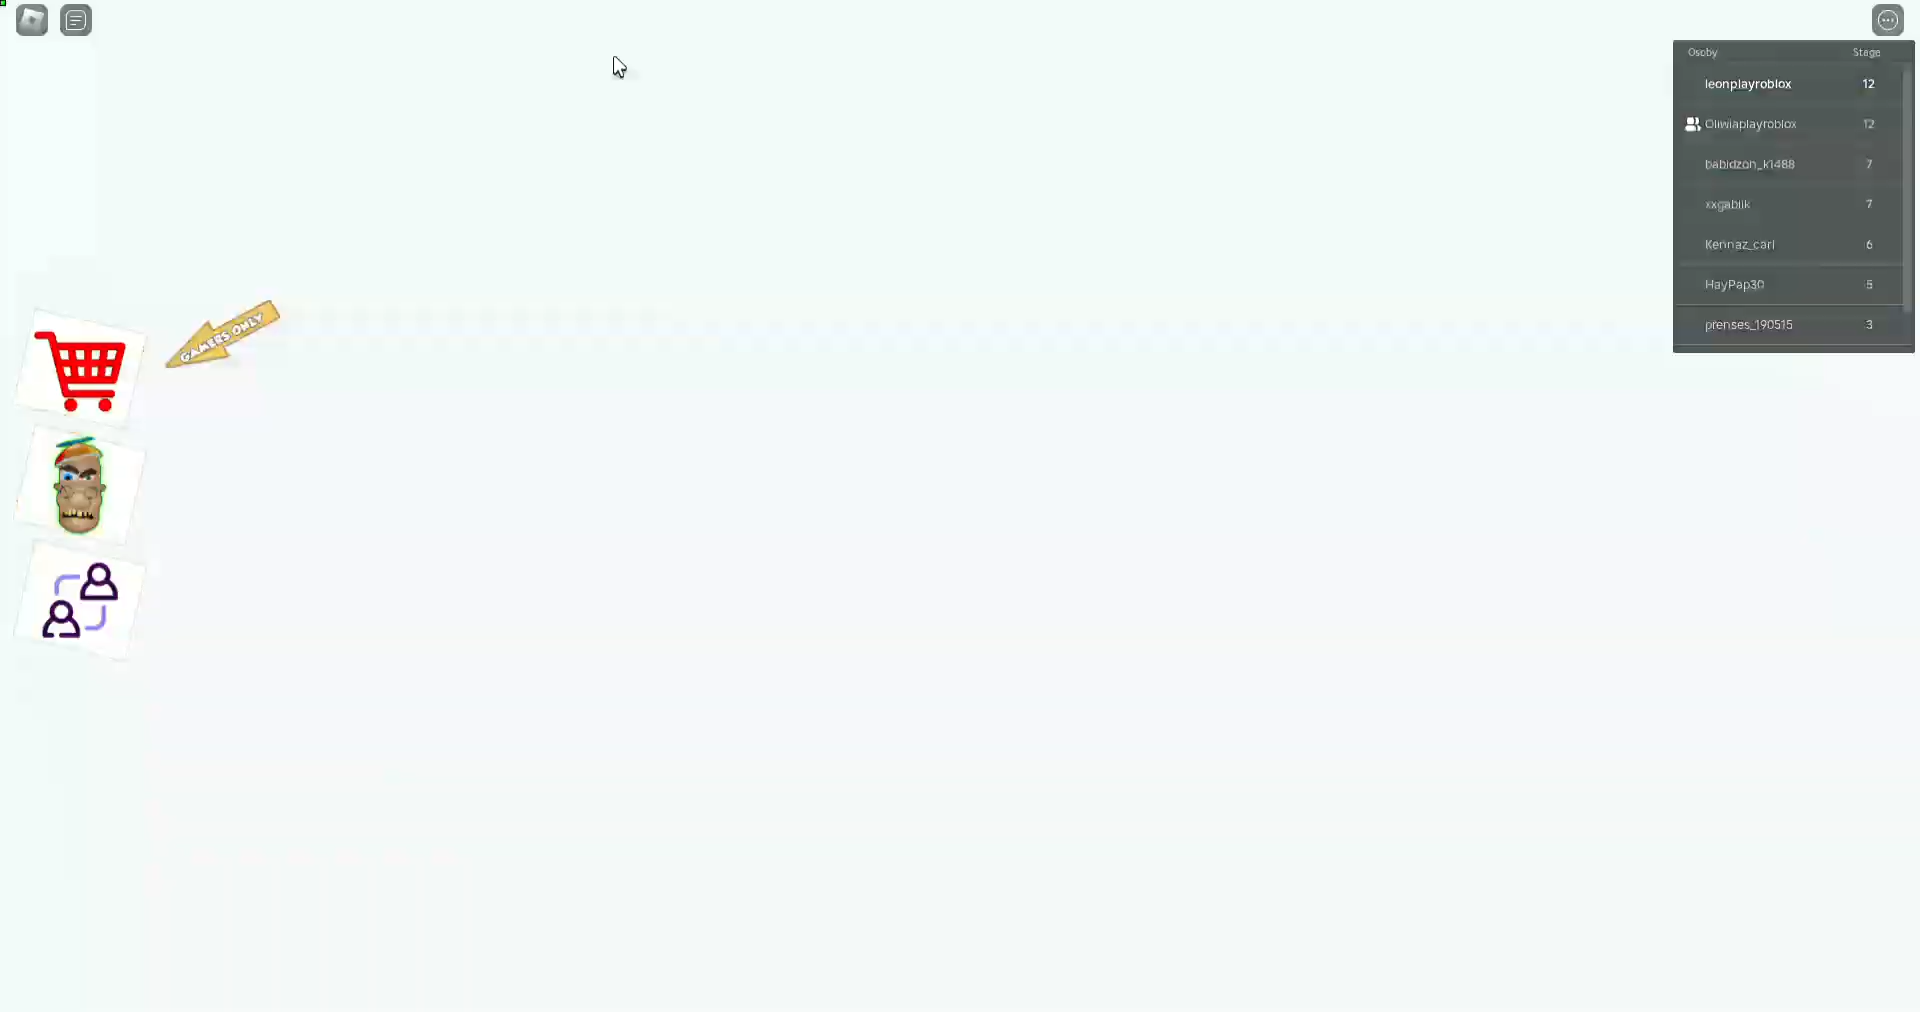 Osoby Stage
leonplayroblox 12
Oliwiaplayroblox 12
babidzon_k1488 7
xxgabiik 7
Kennaz_carl 6
HayPap30 5
prenses_190515 3
GAMERS ONLY